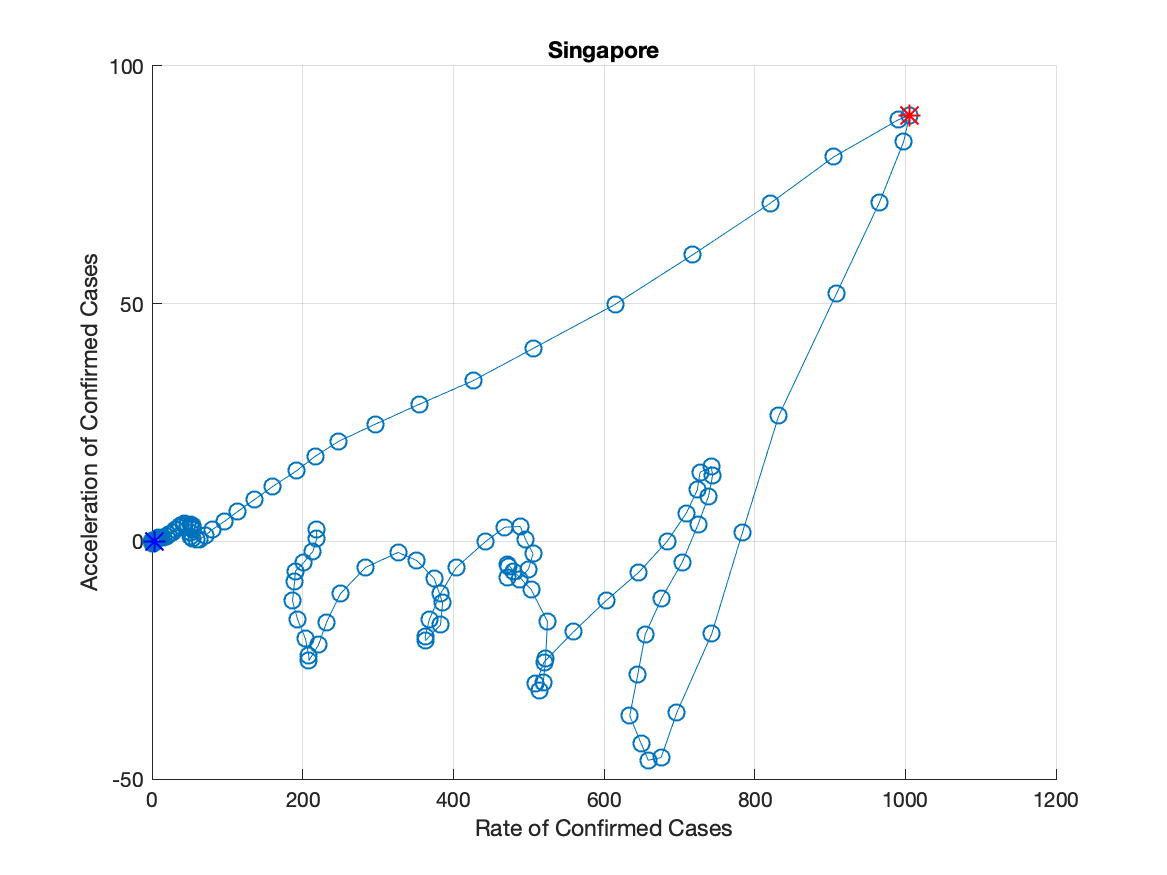 Singapore
100
50
0
-50
Acceleration of Confirmed Cases
0 200 400 600 800 1000 1200
Rate of Confirmed Cases